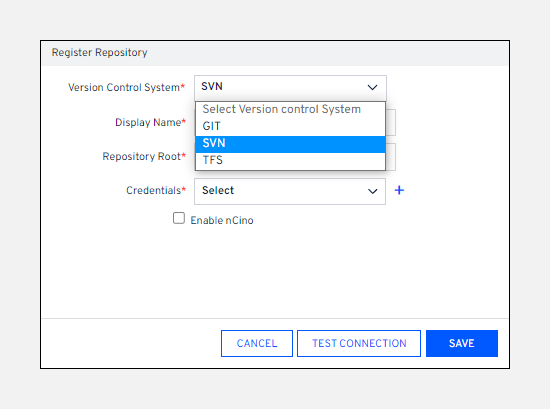 Register Repository
Version Control System* SVN
Select Version control System
Display Name*
GIT
SVN
Repository Root*
TFS
Credentials* Select +
Enable nCino
CANCEL TEST CONNECTION SAVE